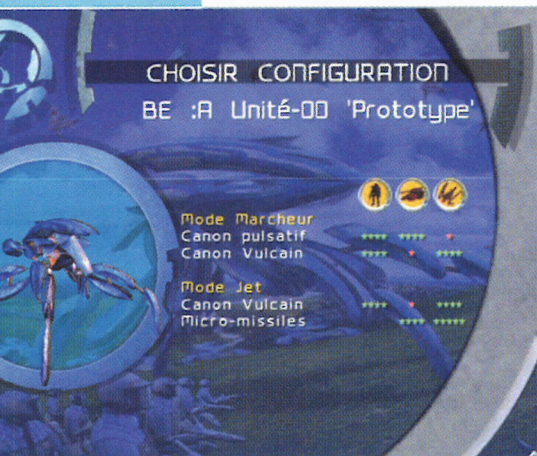 CHOISIR CONFIGURATION
BE :A Unité-00 'Prototype'
Mode Marcheur
Canon pulsatif **** **** *
Canon Vulcain **** * ****
Mode Jet
Canon Vulcain **** * ****
Micro-missiles **** *****